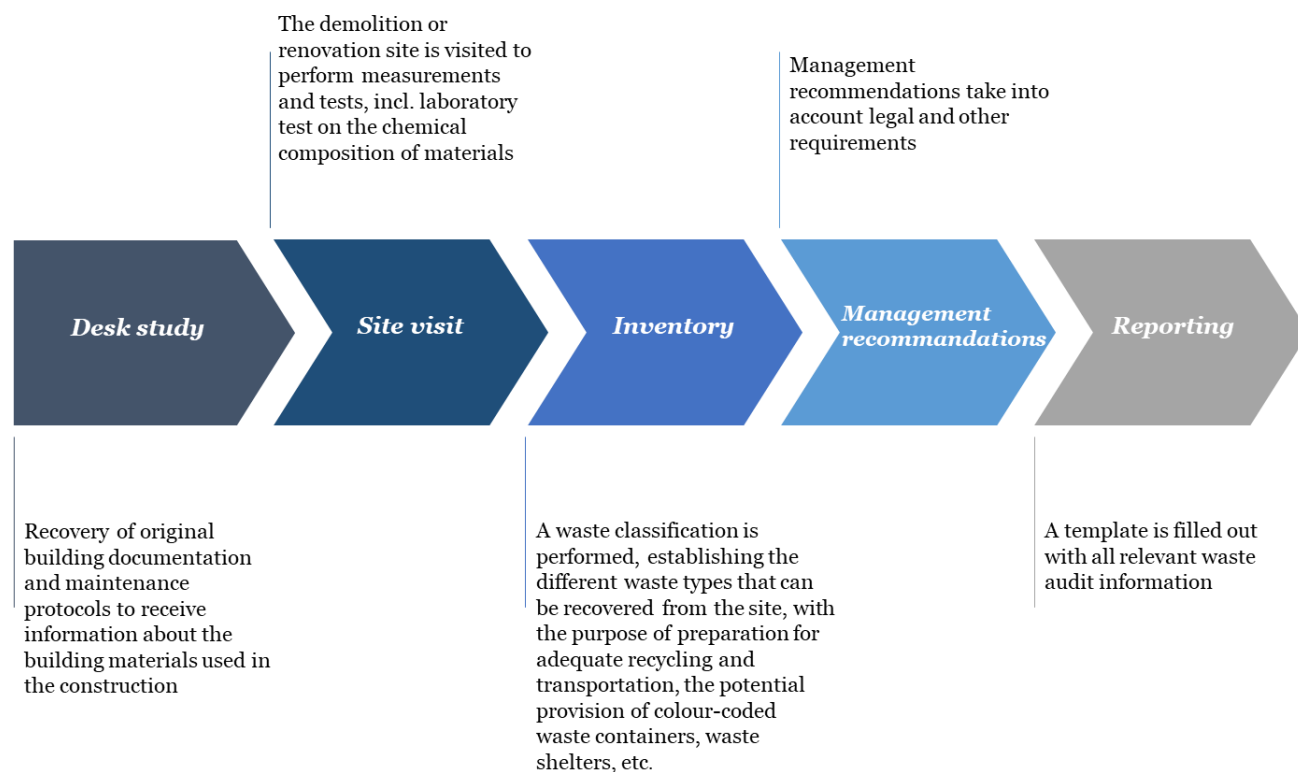 The demolition or
renovation site is visited to
perform measurements
and tests, incl. laboratory
test on the chemical
composition of materials
Management
recommendations take into
account legal and other
requirements
Desk study
Site visit
Inventory
Management
recommandations
Reporting
Recovery of original
building documentation
and maintenance
protocols to receive
information about the
building materials used in
the construction
A waste classification is
performed, establishing the
different waste types that can
be recovered from the site, with
the purpose of preparation for
adequate recycling and
transportation, the potential
provision of colour-coded
waste containers, waste
shelters, etc.
A template is filled out
with all relevant waste
audit information